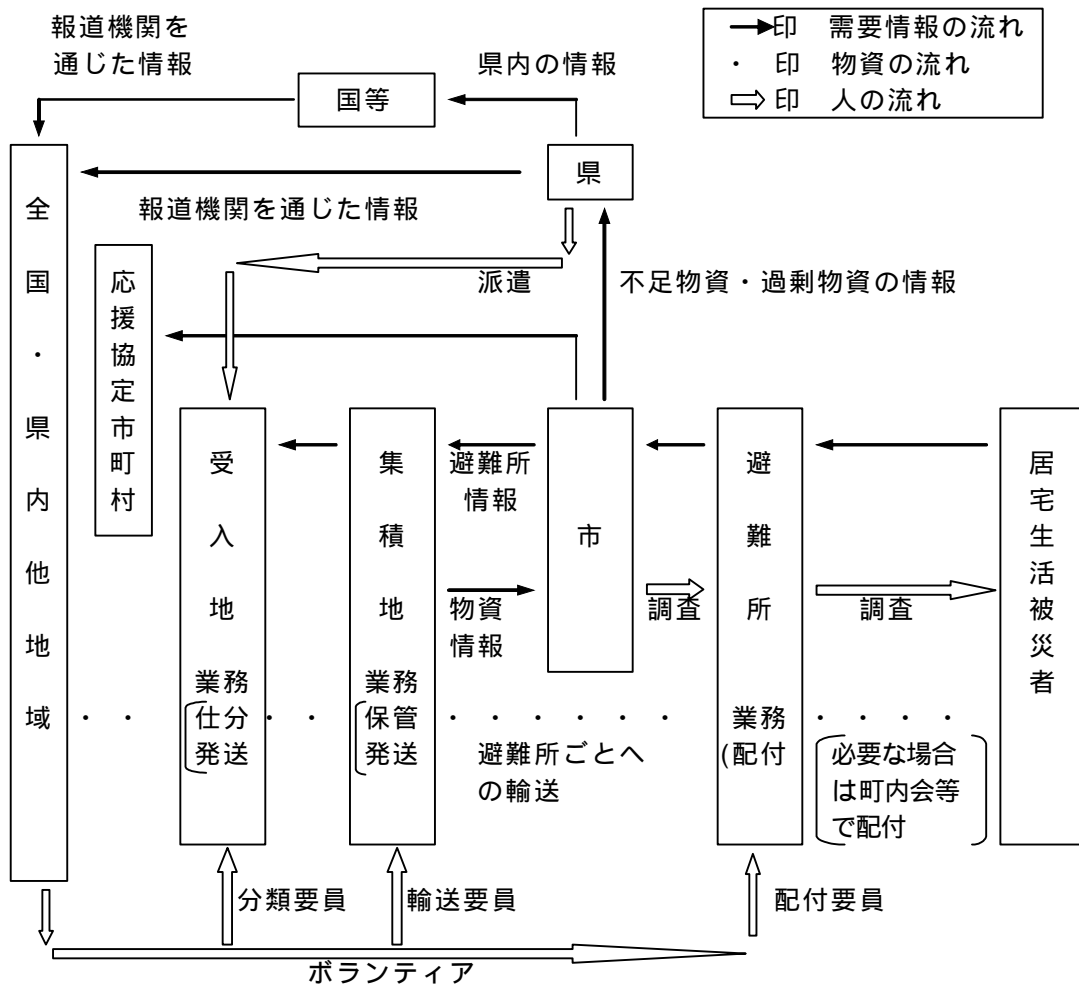 報道機関を
通じた情報
県内の情報
国等
印 需要情報の流れ
・ 印 物資の流れ
印 人の流れ
県
報道機関を通じた情報
派遣
不足物資・過剰物資の情報
全国・県内他地域
応援協定市町村
受入地
業務
仕分
発送
集積地
業務
保管
発送
避難所
情報
物資
情報
市
調査
避難所
業務
(配付
調査
居宅生活被災者
避難所ごとへ
の輸送
必要な場合
は町内会等
で配付
分類要員
輸送要員
配付要員
ボランティア